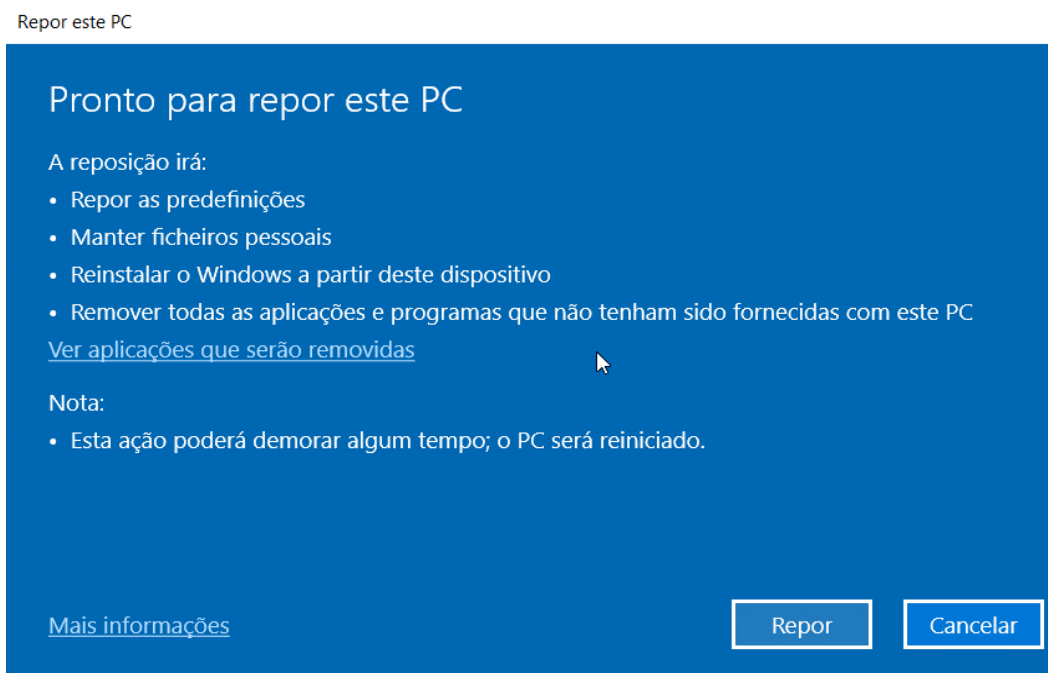 Repor este PC
Pronto para repor este PC
A reposição irá:
• Repor as predefinições
• Manter ficheiros pessoais
• Reinstalar o Windows a partir deste dispositivo
• Remover todas as aplicações e programas que não tenham sido fornecidas com este PC
Ver aplicações que serão removidas
Nota:
• Esta ação poderá demorar algum tempo; o PC será reiniciado.
Mais informações
Repor
Cancelar